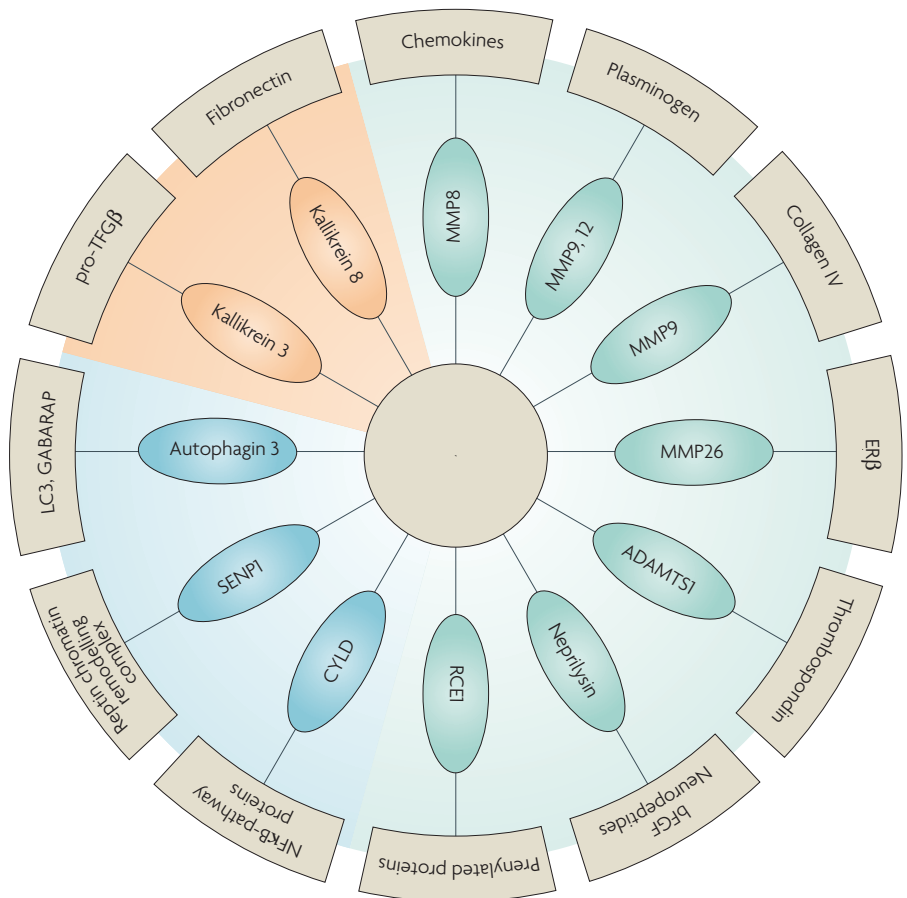 Chemokines
Plasminogen
Collagen IV
ERβ
Thrombospondin
bFGF
Neuropeptides
Prenylated proteins
NFκB-pathway
proteins
Reptin chromatin
remodelling
complex
LC3, GABARAP
pro-TFGβ
Fibronectin
MMP8
MMP9, 12
MMP9
MMP26
ADAMTS1
Neprilysin
RCE1
CYLD
SENP1
Autophagin 3
Kallikrein 3
Kallikrein 8